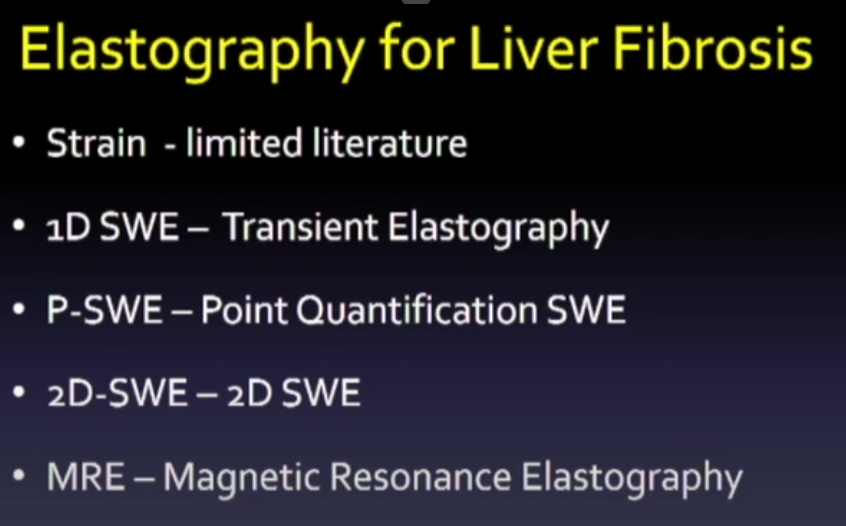 Elastography for Liver Fibrosis
• Strain - limited literature
• 1D SWE – Transient Elastography
• P-SWE – Point Quantification SWE
• 2D-SWE – 2D SWE
• MRE – Magnetic Resonance Elastography